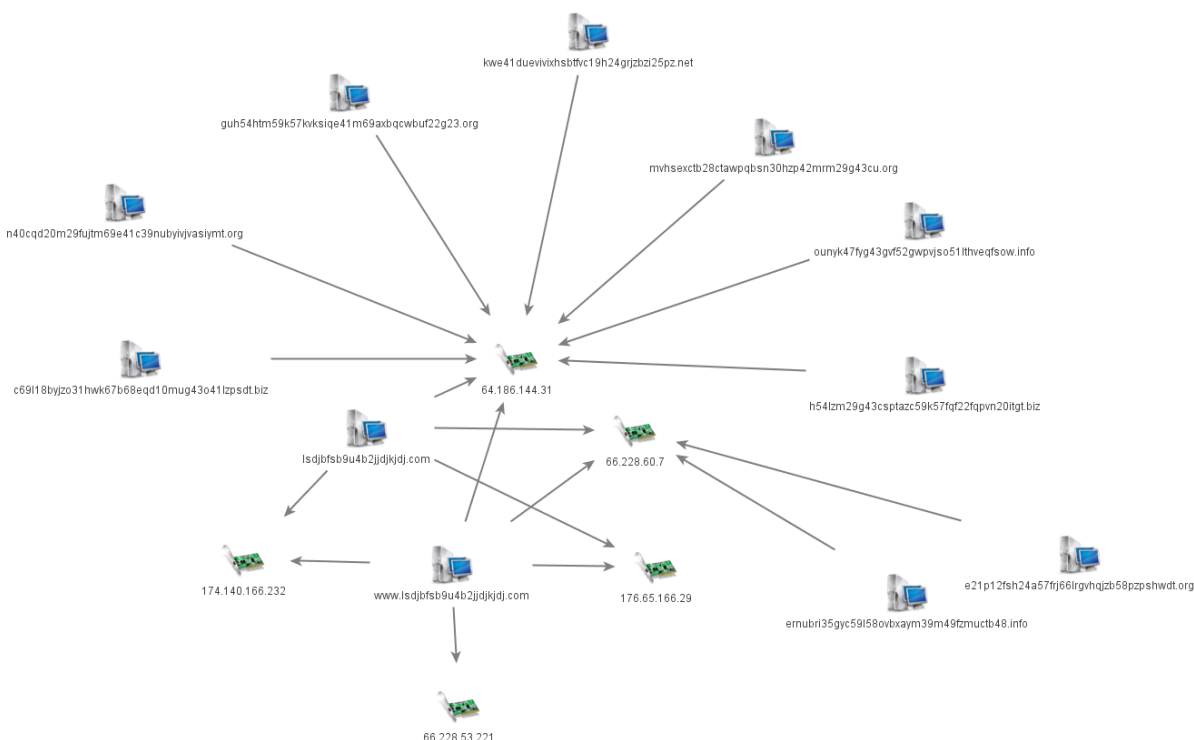 kwe41duevivixhsbtfvc19h24grjzbzi25pz.net
guh54htm59k57kvksiqe41m69axbqcwbuf22g23.org
mvhsexctb28ctawpqbsn30hzp42mrm29g43cu.org
n40cqd20m29fujtm69e41c39nubyivjvasiymt.org
ounyk47fyg43gvf52gwpvjso51lthveqfsow.info
c69l18byjzo31hwk67b68eqd10mug43o41lzpsdt.biz
64.186.144.31
h54lzm29g43csptazc59k57fqf22fqpvn20itgt.biz
lsdjbfsb9u4b2jjdjkjdj.com
66.228.60.7
174.140.166.232
www.lsdjbfsb9u4b2jjdjkjdj.com
176.65.166.29
e21p12fsh24a57frj66lrgvhqjzb58pzpshwdt.org
ernubri35gyc59l58ovbxaym39m49fzmuctb48.info
66.228.53.221